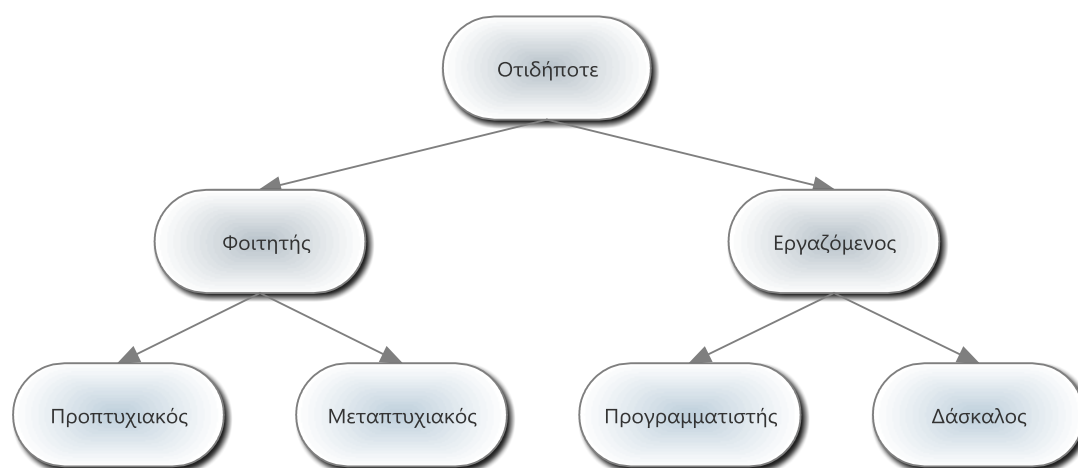 Οτιδήποτε
Φοιτητής
Εργαζόμενος
Προπτυχιακός
Μεταπτυχιακός
Προγραμματιστής
Δάσκαλος